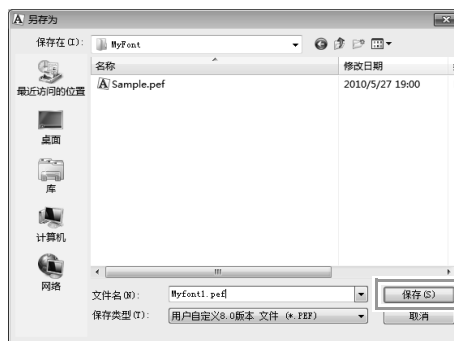 另存为
保存在(I): MyFont
名称 修改日期
Sample.pef 2010/5/27 19:00
最近访问的位置
桌面
库
计算机
网络
文件名(N): Myfont1.pef 保存(S)
保存类型(T): 用户自定义8.0版本 文件 (*.PEF) 取消